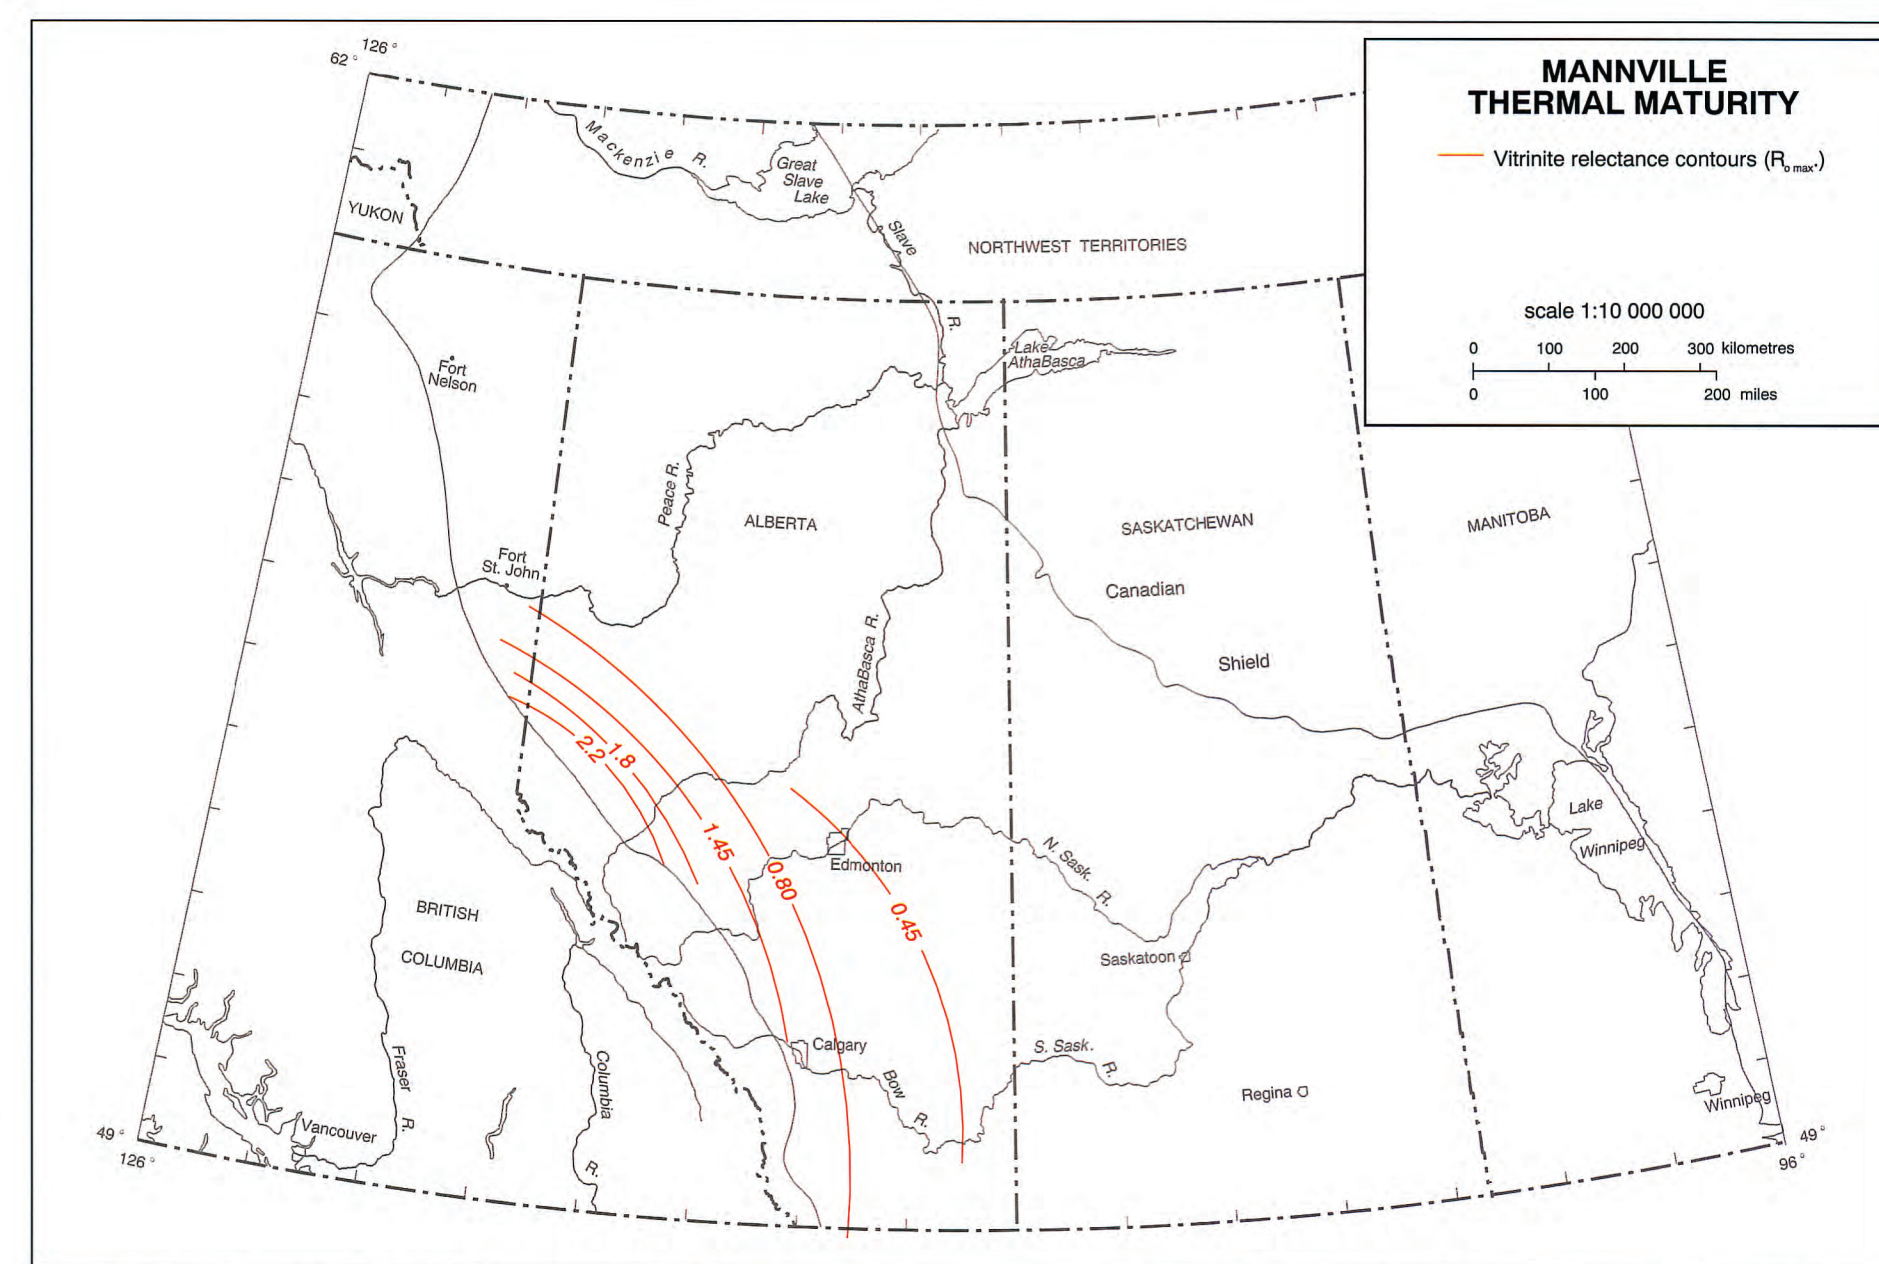 126°
62°
MANNVILLE
THERMAL MATURITY
Vitrinite relectance contours (Ro max.)
scale 1:10 000 000
0 100 200 300 kilometres
0 100 200 miles
Mackenzie R.
Great
Slave
Lake
YUKON
Slave
R.
NORTHWEST TERRITORIES
Lake
AthaBasca
Fort
Nelson
Peace R.
ALBERTA
SASKATCHEWAN
MANITOBA
Fort
St. John
Canadian
Shield
AthaBasca R.
2.2
1.8
1.45
0.80
0.45
Edmonton
N. Sask. R.
Lake
Winnipeg
BRITISH
COLUMBIA
Saskatoon
Calgary
Bow
R.
S. Sask.
R.
Regina
Winnipeg
Fraser
R.
Columbia
R.
Vancouver
49°
126°
49°
96°